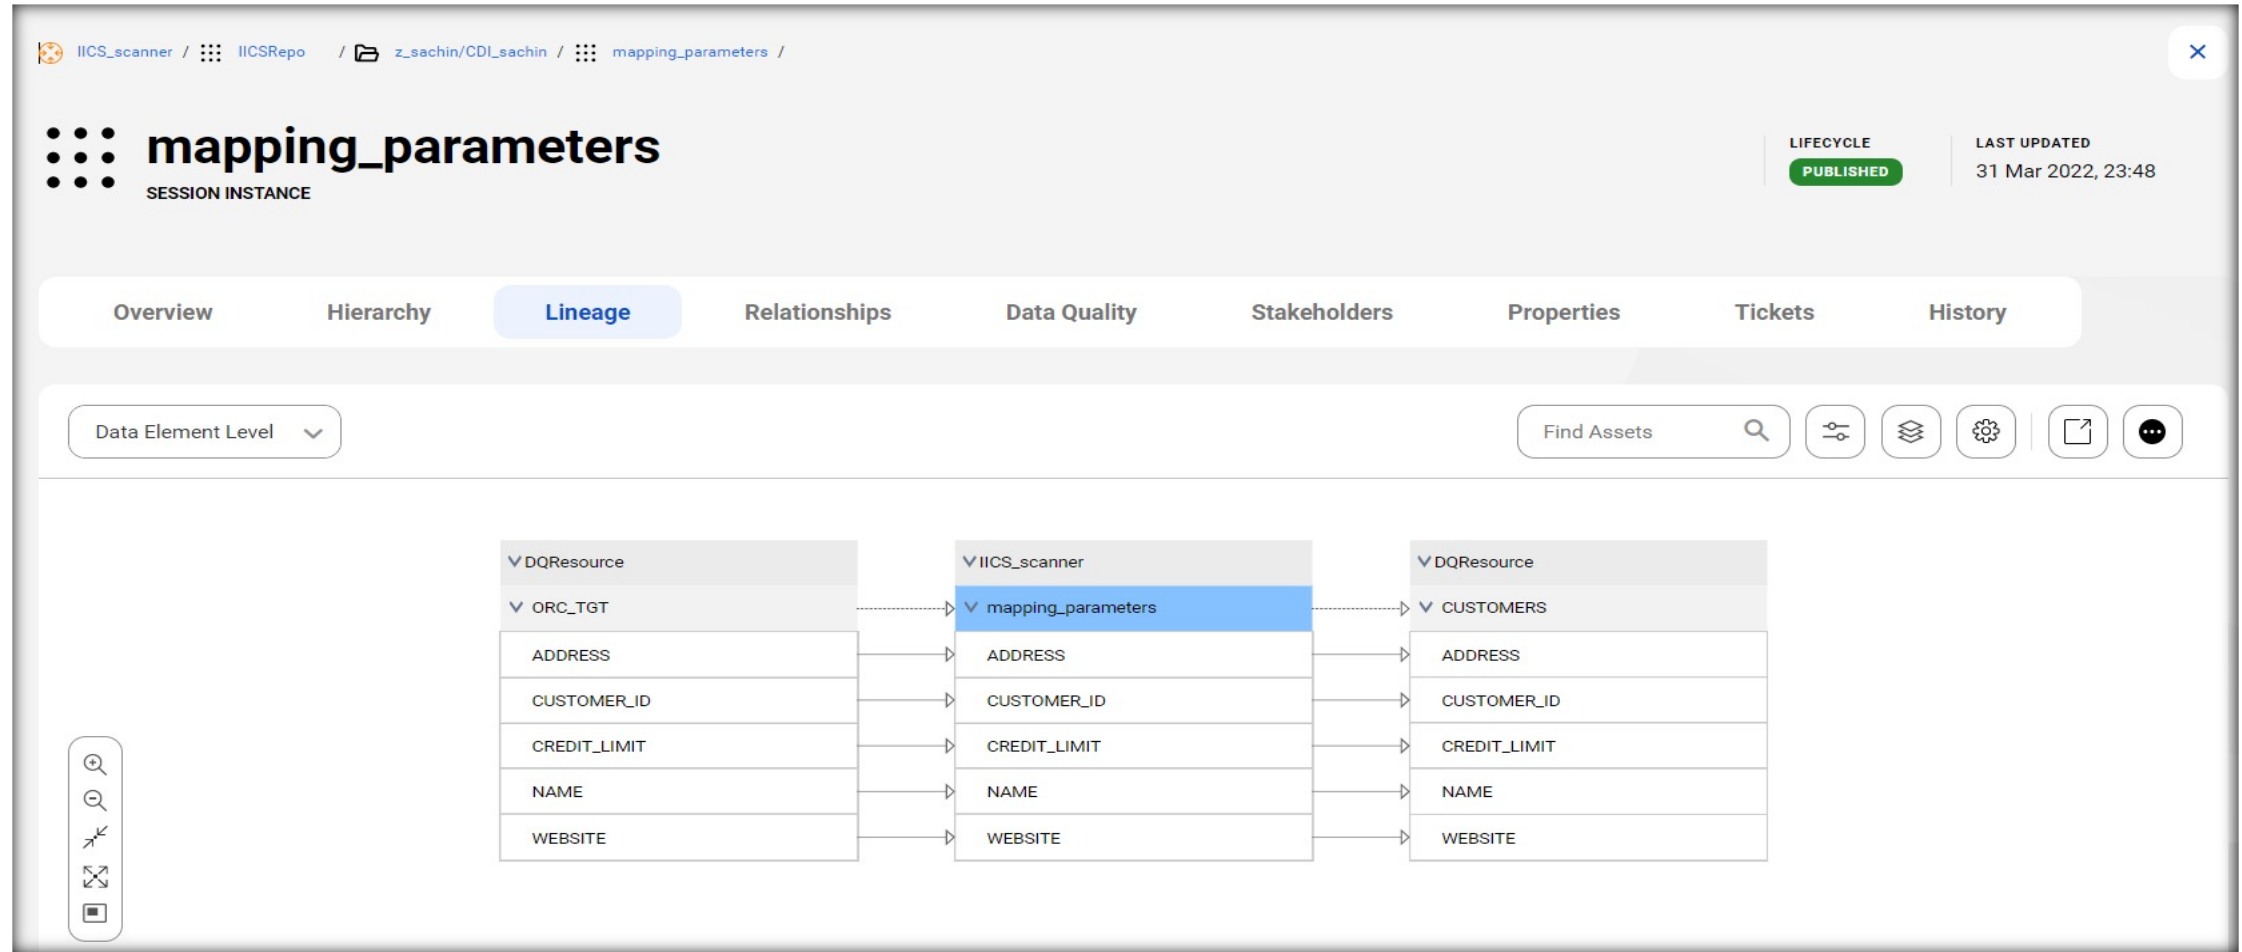 IICS_scanner / IICSRepo / z_sachin/CDI_sachin / mapping_parameters /
mapping_parameters
SESSION INSTANCE
LIFECYCLE
PUBLISHED
LAST UPDATED
31 Mar 2022, 23:48
Overview Hierarchy Lineage Relationships Data Quality Stakeholders Properties Tickets History
Data Element Level
Find Assets
DQResource IICS_scanner DQResource
ORC_TGT mapping_parameters CUSTOMERS
ADDRESS ADDRESS ADDRESS
CUSTOMER_ID CUSTOMER_ID CUSTOMER_ID
CREDIT_LIMIT CREDIT_LIMIT CREDIT_LIMIT
NAME NAME NAME
WEBSITE WEBSITE WEBSITE